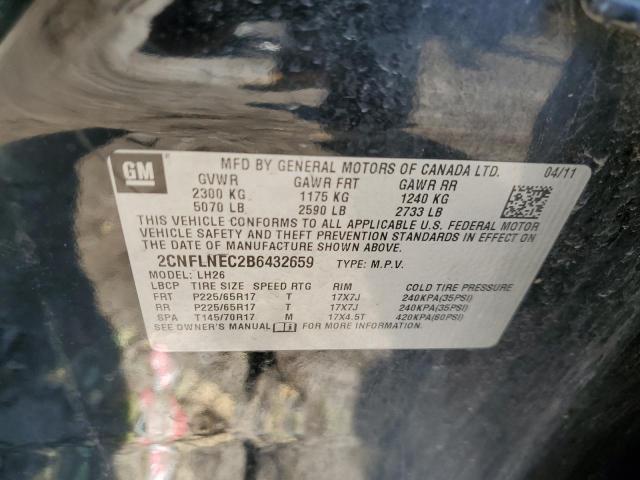 GM
MFD BY GENERAL MOTORS OF CANADA LTD. 04/11
GVWR GAWR FRT GAWR RR
2300 KG 1175 KG 1240 KG
5070 LB 2590 LB 2733 LB
THIS VEHICLE CONFORMS TO ALL APPLICABLE U.S. FEDERAL MOTOR
VEHICLE SAFETY AND THEFT PREVENTION STANDARDS IN EFFECT ON
THE DATE OF MANUFACTURE SHOWN ABOVE.
2CNFLNEC2B6432659 TYPE: M.P.V.
MODEL: LH26
LBCP TIRE SIZE SPEED RTG RIM COLD TIRE PRESSURE
FRT P225/65R17 T 17X7J 240KPA(35PSI)
RR P225/65R17 T 17X7J 240KPA(35PSI)
SPA T145/70R17 M 17X4.5T 420KPA(60PSI)
SEE OWNER'S MANUAL FOR MORE INFORMATION.